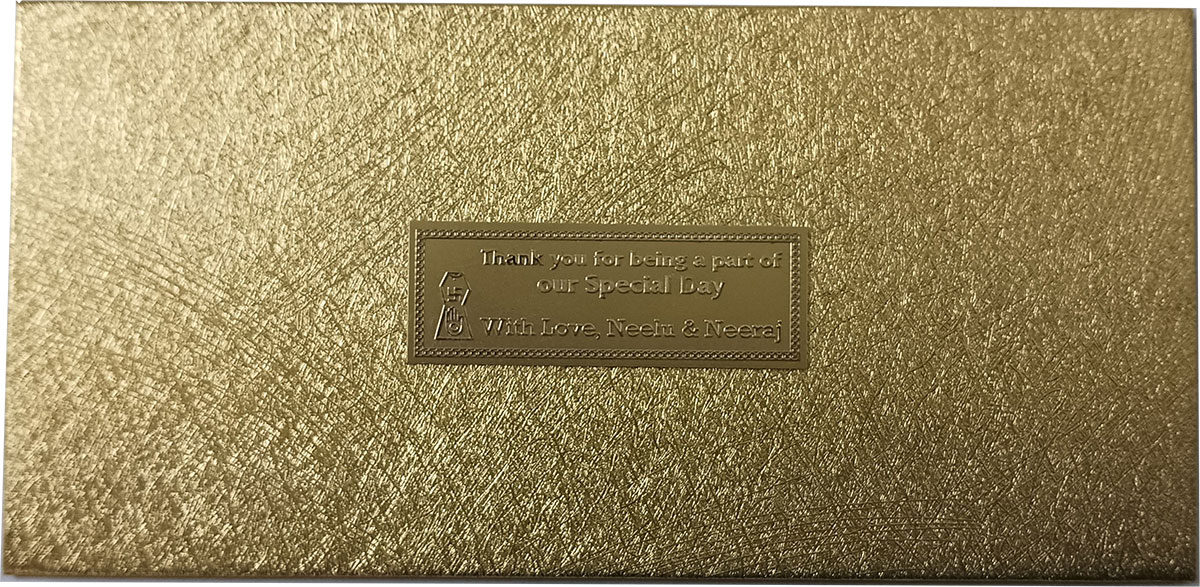 Thank you for being a part of
our Special Day
With Love, Neelu & Neeraj